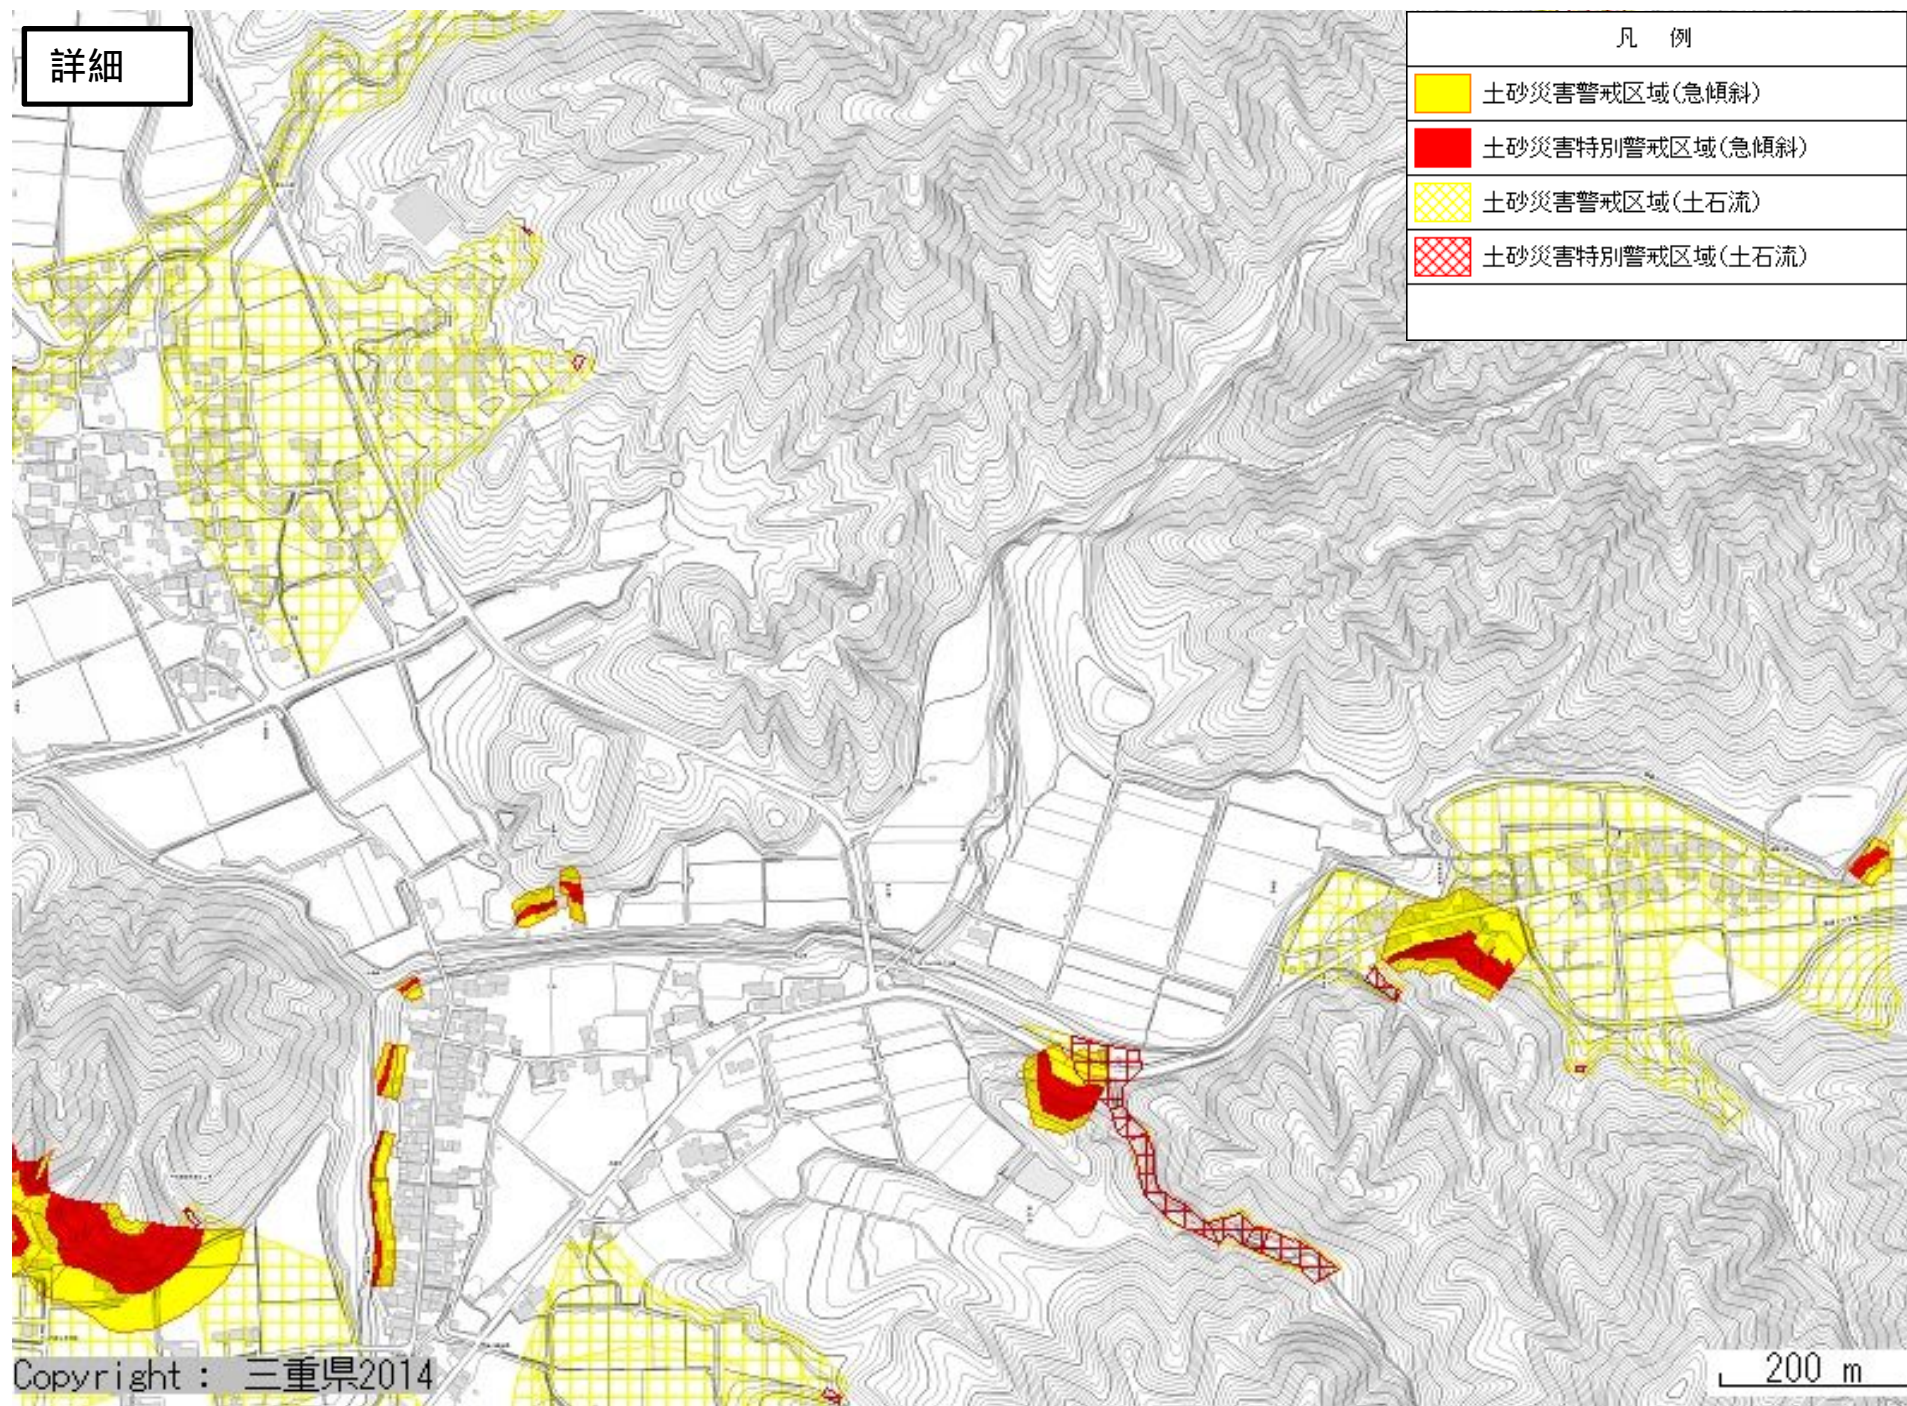 詳細
凡 例
土砂災害警戒区域(急傾斜)
土砂災害特別警戒区域(急傾斜)
土砂災害警戒区域(土石流)
土砂災害特別警戒区域(土石流)
Copyright : 三重県2014
200 m